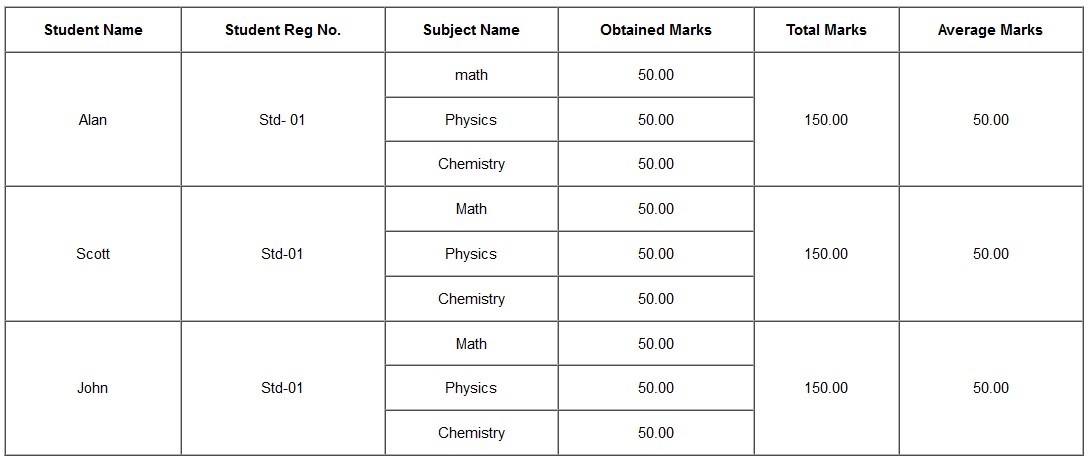 Student Name Student Reg No. Subject Name Obtained Marks Total Marks Average Marks
math 50.00
Alan Std- 01 Physics 50.00 150.00 50.00
Chemistry 50.00
Math 50.00
Scott Std-01 Physics 50.00 150.00 50.00
Chemistry 50.00
Math 50.00
John Std-01 Physics 50.00 150.00 50.00
Chemistry 50.00